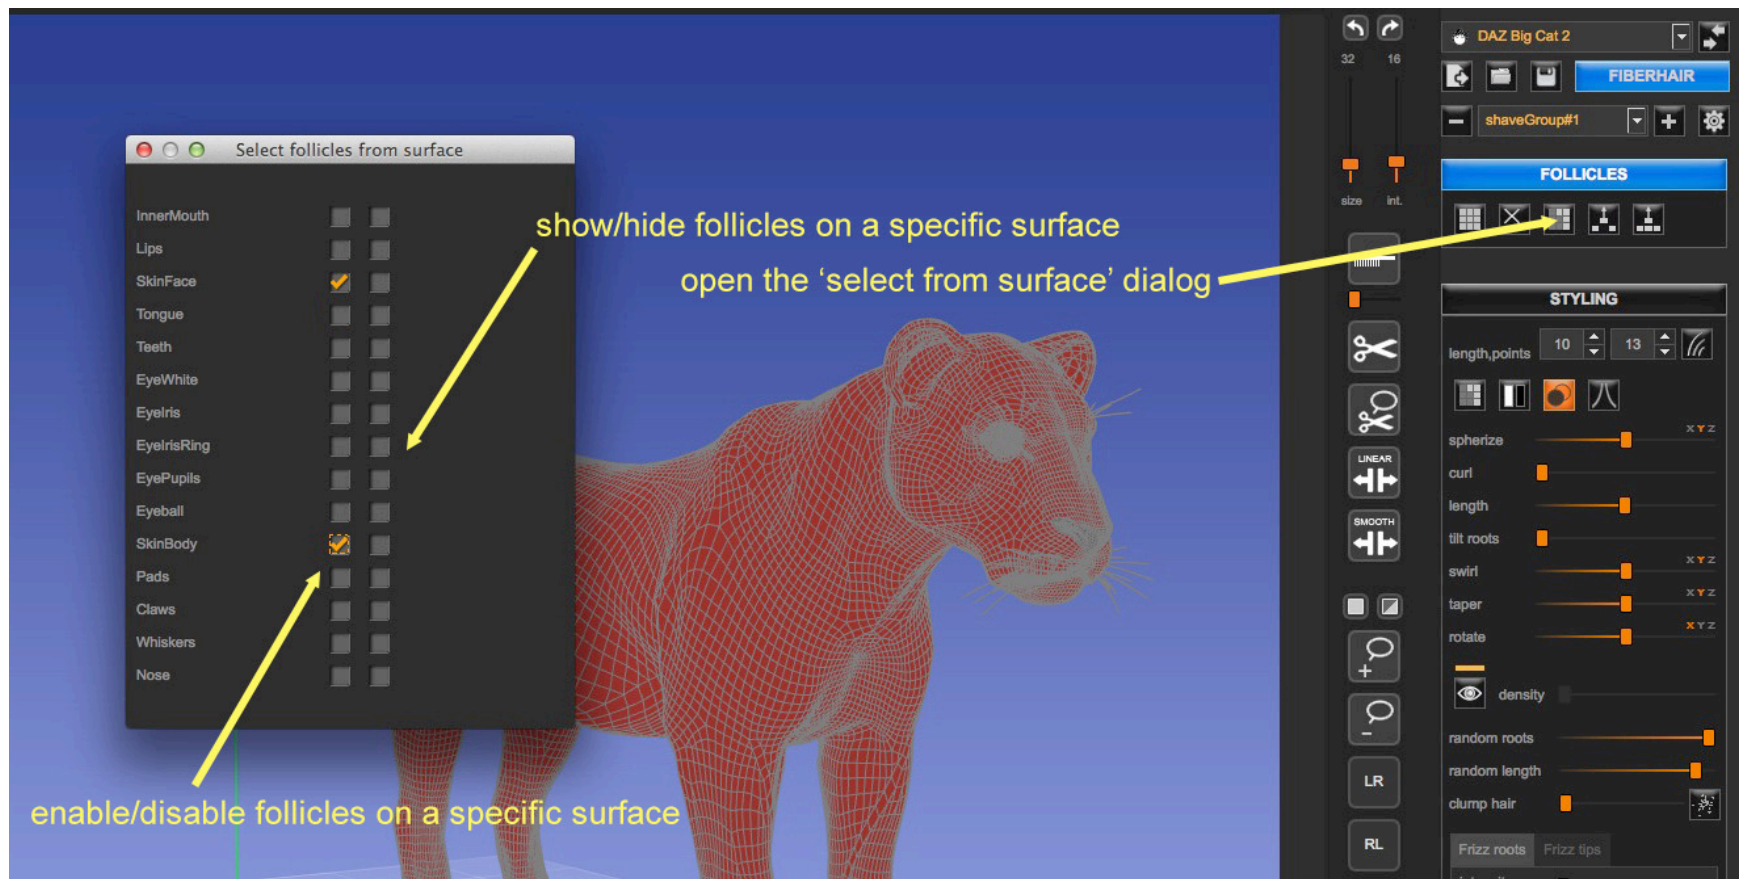 Select follicles from surface
InnerMouth
Lips
SkinFace
Tongue
Teeth
EyeWhite
EyeIris
EyeIrisRing
EyePupils
Eyeball
SkinBody
Pads
Claws
Whiskers
Nose
show/hide follicles on a specific surface
open the ‘select from surface’ dialog
enable/disable follicles on a specific surface
32 16
size int.
LINEAR
SMOOTH
+
-
LR
RL
DAZ Big Cat 2
FIBERHAIR
shaveGroup#1
FOLLICLES
STYLING
length,points 10 13
spherize X Y Z
curl
length
tilt roots
swirl X Y Z
taper X Y Z
rotate X Y Z
density
random roots
random length
clump hair
Frizz roots Frizz tips